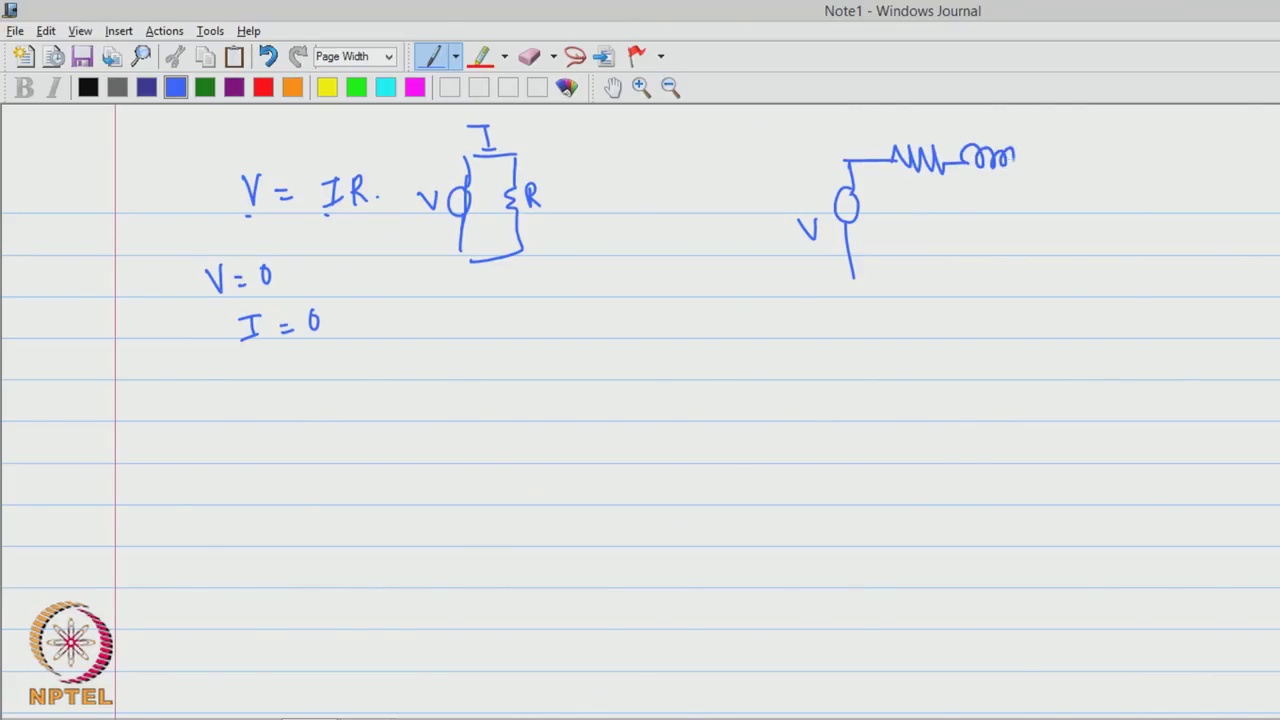 Note1 - Windows Journal
File Edit View Insert Actions Tools Help
Page Width
B I
I
V = IR.
V
R
V
V = 0
I = 0
NPTEL